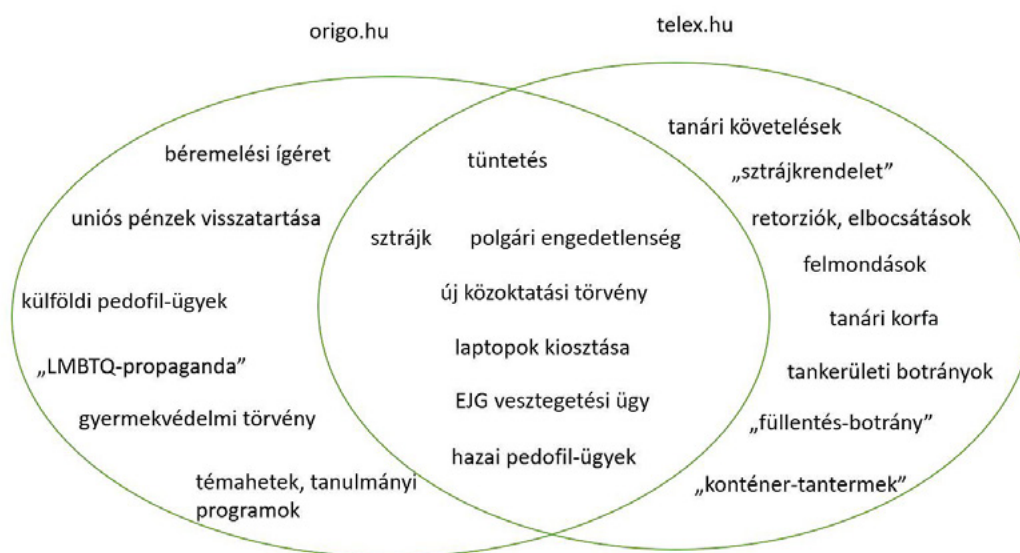 origo.hu
telex.hu
béremelési ígéret
uniós pénzek visszatartása
külföldi pedofil-ügyek
„LMBTQ-propaganda”
gyermekvédelmi törvény
témahetek, tanulmányi
programok
tüntetés
sztrájk
polgári engedetlenség
új közoktatási törvény
laptopok kiosztása
EJG vesztegetési ügy
hazai pedofil-ügyek
tanári követelések
„sztrájkrendelet”
retorziók, elbocsátások
felmondások
tanári korfa
tankerületi botrányok
„füllentés-botrány”
„konténer-tantermek”